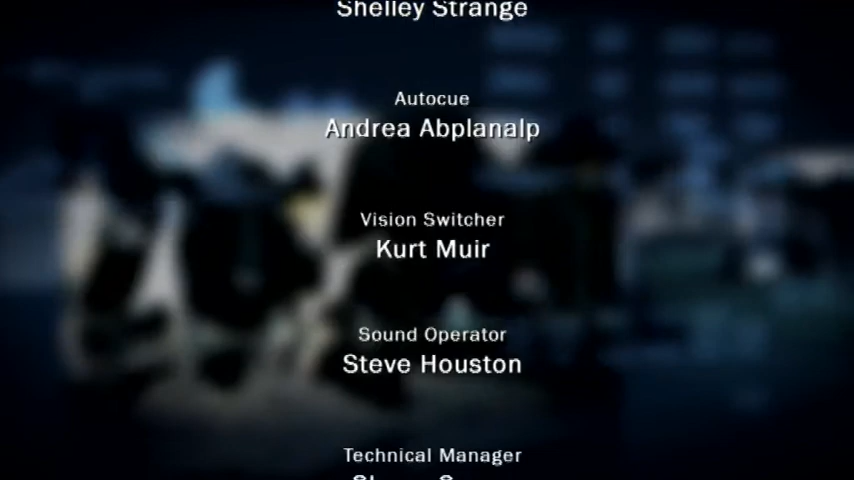 Shelley Strange
Autocue
Andrea Abplanalp
Vision Switcher
Kurt Muir
Sound Operator
Steve Houston
Technical Manager